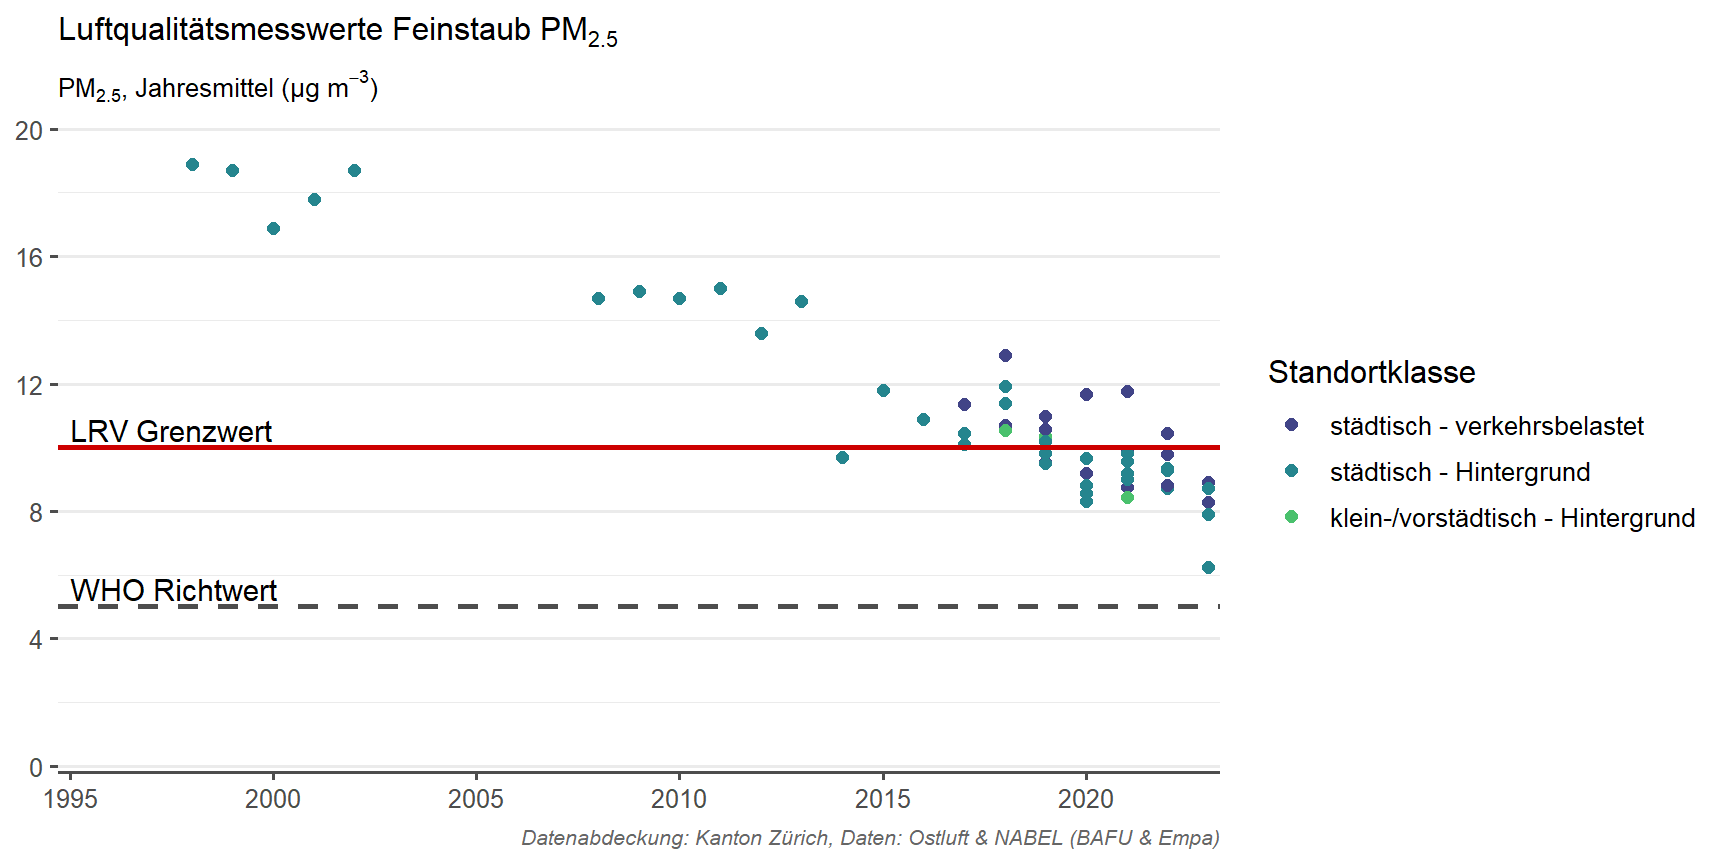 Luftqualitätsmesswerte Feinstaub PM2.5
PM2.5, Jahresmittel (µg m−3)
20
16
12
8
4
0
LRV Grenzwert
WHO Richtwert
1995 2000 2005 2010 2015 2020
Standortklasse
städtisch - verkehrsbelastet
städtisch - Hintergrund
klein-/vorstädtisch - Hintergrund
Datenabdeckung: Kanton Zürich, Daten: Ostluft & NABEL (BAFU & Empa)